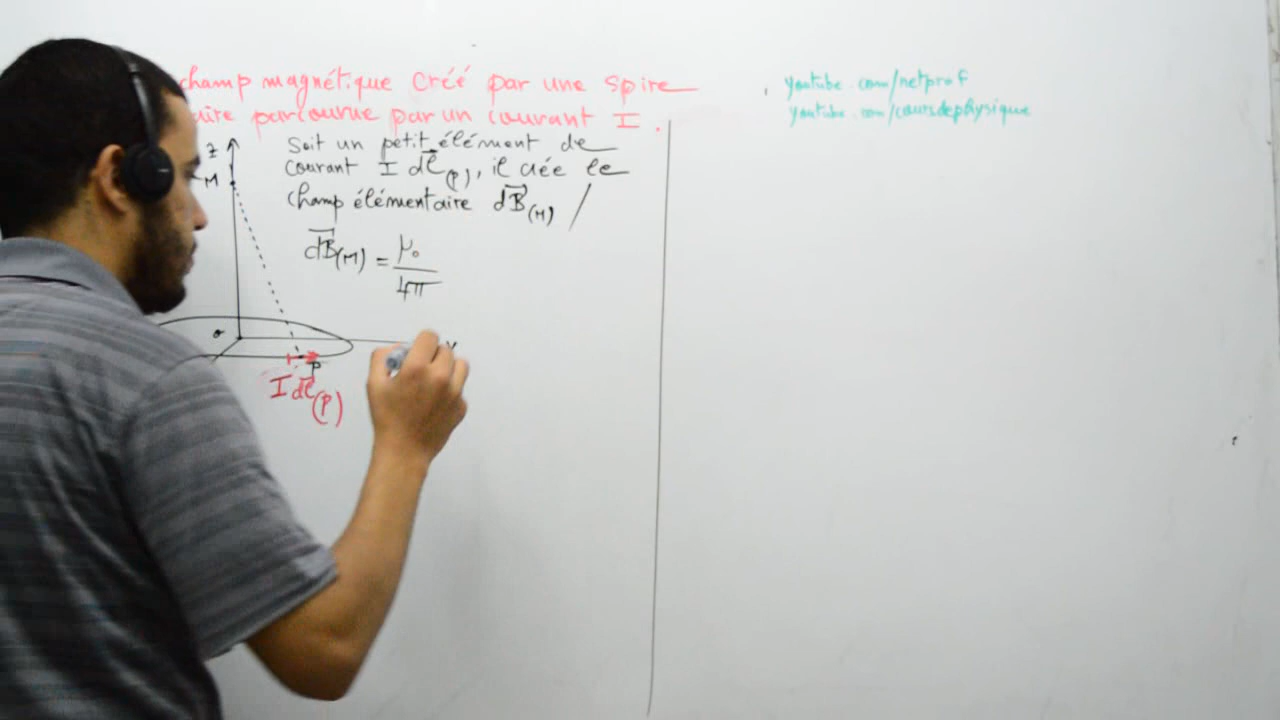 champ magnétique créé par une spire
aire parcourue par un courant I.
youtube.com/netprof
youtube.com/coursdephysique
Soit un petit élément de
courant I dl(P), il crée le
champ élémentaire dB(M) /
dB(M) = μ₀
4π
Z
M
o
y
P
I dl(P)